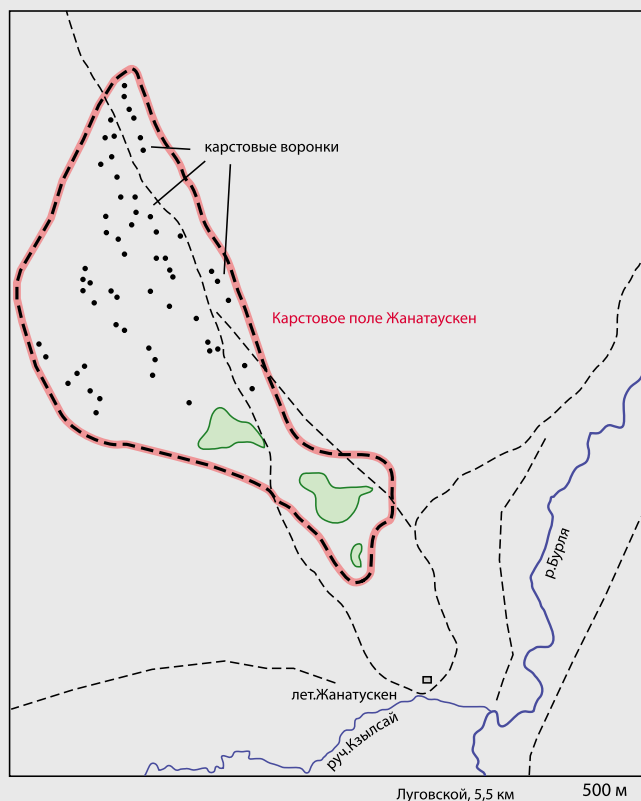 карстовые воронки
Карстовое поле Жанатаускен
р.Бурля
лет.Жанатускен
руч.Кзылсай
Луговской, 5,5 км
500 м